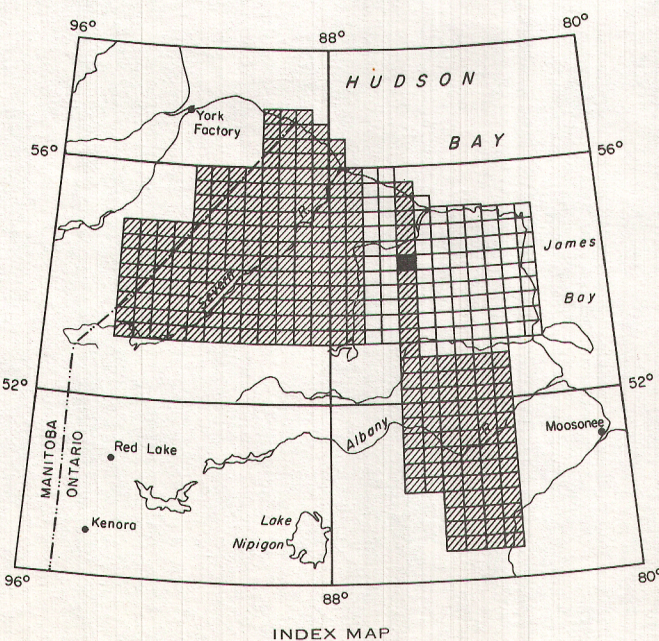 96°
88°
80°
HUDSON
BAY
York
Factory
56°
56°
R.
Severn
James
Bay
52°
52°
MANITOBA
ONTARIO
Red Lake
Albany
R.
Moosonee
Kenora
Lake
Nipigon
96°
88°
80°
INDEX MAP